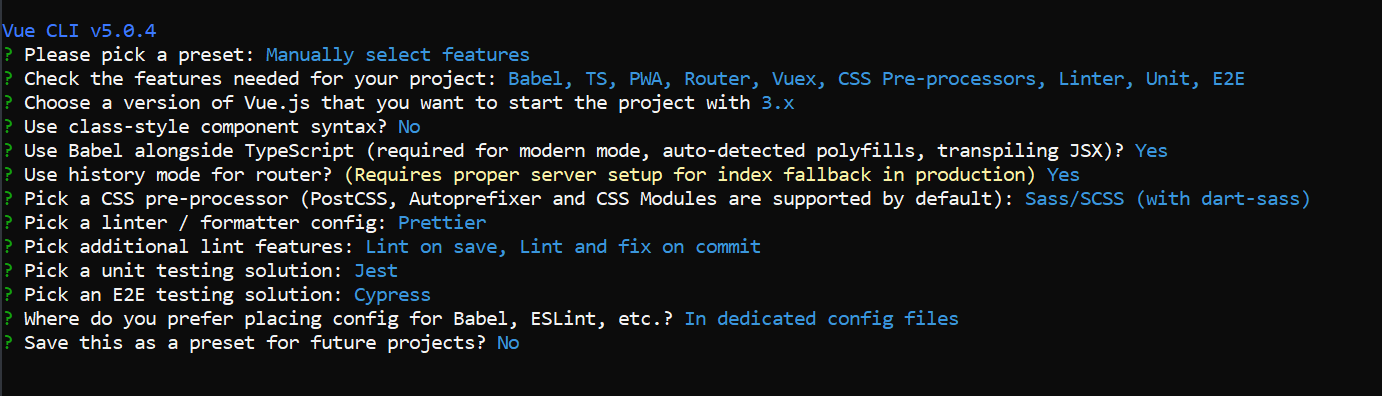 Vue CLI v5.0.4
? Please pick a preset: Manually select features
? Check the features needed for your project: Babel, TS, PWA, Router, Vuex, CSS Pre-processors, Linter, Unit, E2E
? Choose a version of Vue.js that you want to start the project with 3.x
? Use class-style component syntax? No
? Use Babel alongside TypeScript (required for modern mode, auto-detected polyfills, transpiling JSX)? Yes
? Use history mode for router? (Requires proper server setup for index fallback in production) Yes
? Pick a CSS pre-processor (PostCSS, Autoprefixer and CSS Modules are supported by default): Sass/SCSS (with dart-sass)
? Pick a linter / formatter config: Prettier
? Pick additional lint features: Lint on save, Lint and fix on commit
? Pick a unit testing solution: Jest
? Pick an E2E testing solution: Cypress
? Where do you prefer placing config for Babel, ESLint, etc.? In dedicated config files
? Save this as a preset for future projects? No